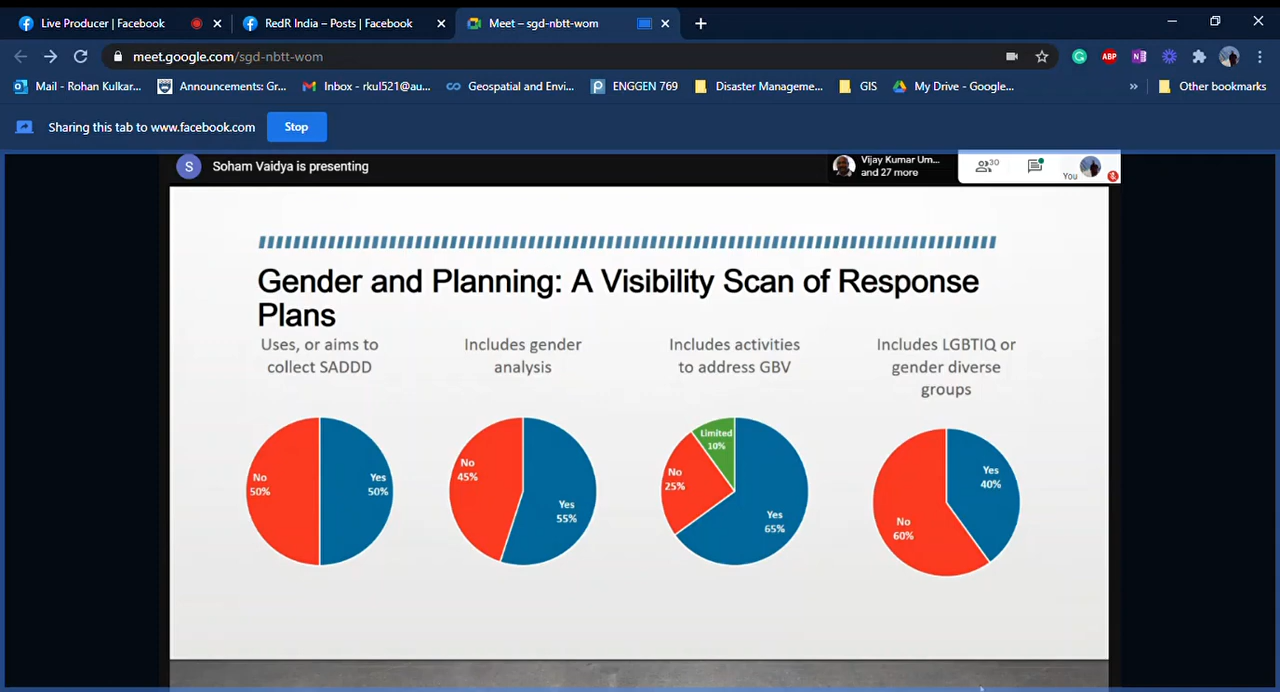 Live Producer | Facebook
RedR India – Posts | Facebook
Meet – sgd-nbtt-wom
meet.google.com/sgd-nbtt-wom
Mail - Rohan Kulkar...
Announcements: Gr...
Inbox - rkul521@au...
Geospatial and Envi...
ENGGEN 769
Disaster Manageme...
GIS
My Drive - Google...
»
Other bookmarks
Sharing this tab to www.facebook.com
Stop
S
Soham Vaidya is presenting
Vijay Kumar Um...
and 27 more
30
You
Gender and Planning: A Visibility Scan of Response
Plans
Uses, or aims to
collect SADDD
No
50%
Yes
50%
Includes gender
analysis
No
45%
Yes
55%
Includes activities
to address GBV
Limited
10%
No
25%
Yes
65%
Includes LGBTIQ or
gender diverse
groups
Yes
40%
No
60%